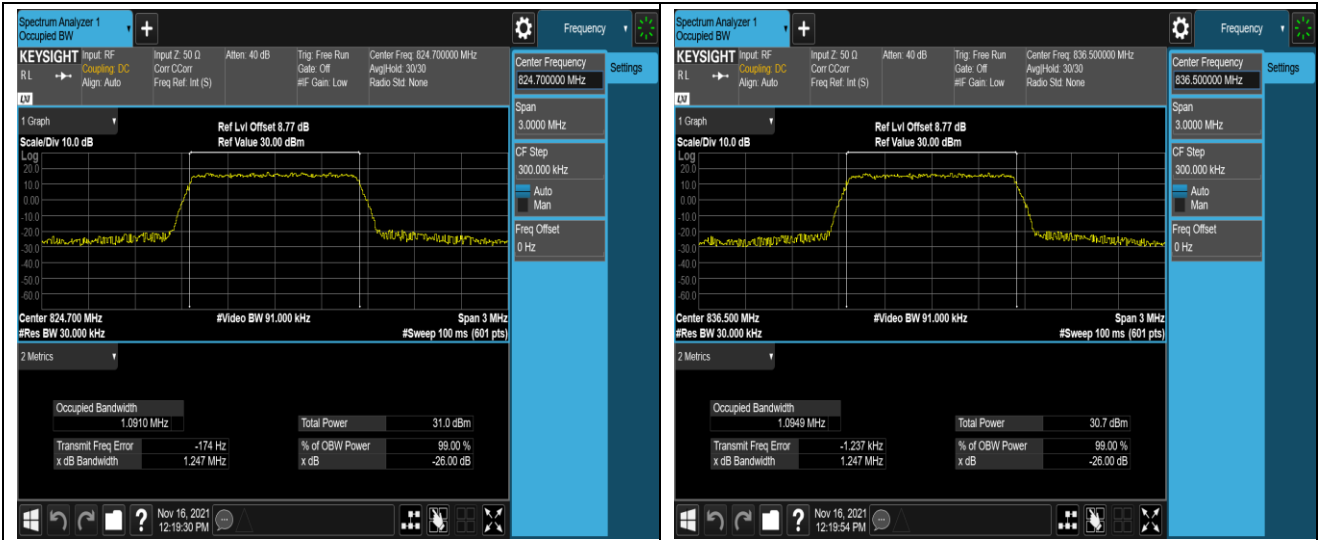 Spectrum Analyzer 1
Occupied BW
+
Frequency
KEYSIGHT Input: RF Input Z: 50 Ω Atten: 40 dB Trig: Free Run Center Freq: 824.700000 MHz
Coupling: DC Corr CCorr Gate: Off Avg|Hold: 30/30
RL Align: Auto Freq Ref: Int (S) #IF Gain: Low Radio Std: None
LXI
Center Frequency
824.700000 MHz
Settings
Span
3.0000 MHz
CF Step
300.000 kHz
Auto
Man
Freq Offset
0 Hz
1 Graph
Ref Lvl Offset 8.77 dB
Scale/Div 10.0 dB Ref Value 30.00 dBm
Log
20.0
10.0
0.00
-10.0
-20.0
-30.0
-40.0
-50.0
-60.0
Center 824.700 MHz #Video BW 91.000 kHz Span 3 MHz
#Res BW 30.000 kHz #Sweep 100 ms (601 pts)
2 Metrics
Occupied Bandwidth
1.0910 MHz Total Power 31.0 dBm
Transmit Freq Error -174 Hz % of OBW Power 99.00 %
x dB Bandwidth 1.247 MHz x dB -26.00 dB
? Nov 16, 2021
12:19:30 PM
Spectrum Analyzer 1
Occupied BW
+
Frequency
KEYSIGHT Input: RF Input Z: 50 Ω Atten: 40 dB Trig: Free Run Center Freq: 836.500000 MHz
Coupling: DC Corr CCorr Gate: Off Avg|Hold: 30/30
RL Align: Auto Freq Ref: Int (S) #IF Gain: Low Radio Std: None
LXI
Center Frequency
836.500000 MHz
Settings
Span
3.0000 MHz
CF Step
300.000 kHz
Auto
Man
Freq Offset
0 Hz
1 Graph
Ref Lvl Offset 8.77 dB
Scale/Div 10.0 dB Ref Value 30.00 dBm
Log
20.0
10.0
0.00
-10.0
-20.0
-30.0
-40.0
-50.0
-60.0
Center 836.500 MHz #Video BW 91.000 kHz Span 3 MHz
#Res BW 30.000 kHz #Sweep 100 ms (601 pts)
2 Metrics
Occupied Bandwidth
1.0949 MHz Total Power 30.7 dBm
Transmit Freq Error -1.237 kHz % of OBW Power 99.00 %
x dB Bandwidth 1.247 MHz x dB -26.00 dB
? Nov 16, 2021
12:19:54 PM